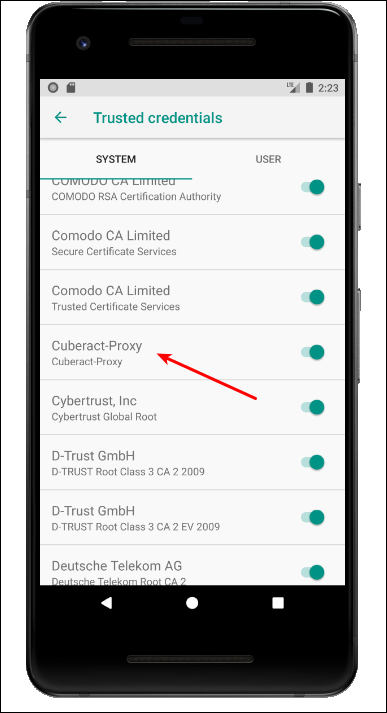 LTE 2:23
Trusted credentials
SYSTEM USER
COMODO CA Limited
COMODO RSA Certification Authority
Comodo CA Limited
Secure Certificate Services
Comodo CA Limited
Trusted Certificate Services
Cuberact-Proxy
Cuberact-Proxy
Cybertrust, Inc
Cybertrust Global Root
D-Trust GmbH
D-TRUST Root Class 3 CA 2 2009
D-Trust GmbH
D-TRUST Root Class 3 CA 2 EV 2009
Deutsche Telekom AG
Deutsche Telekom Root CA 2